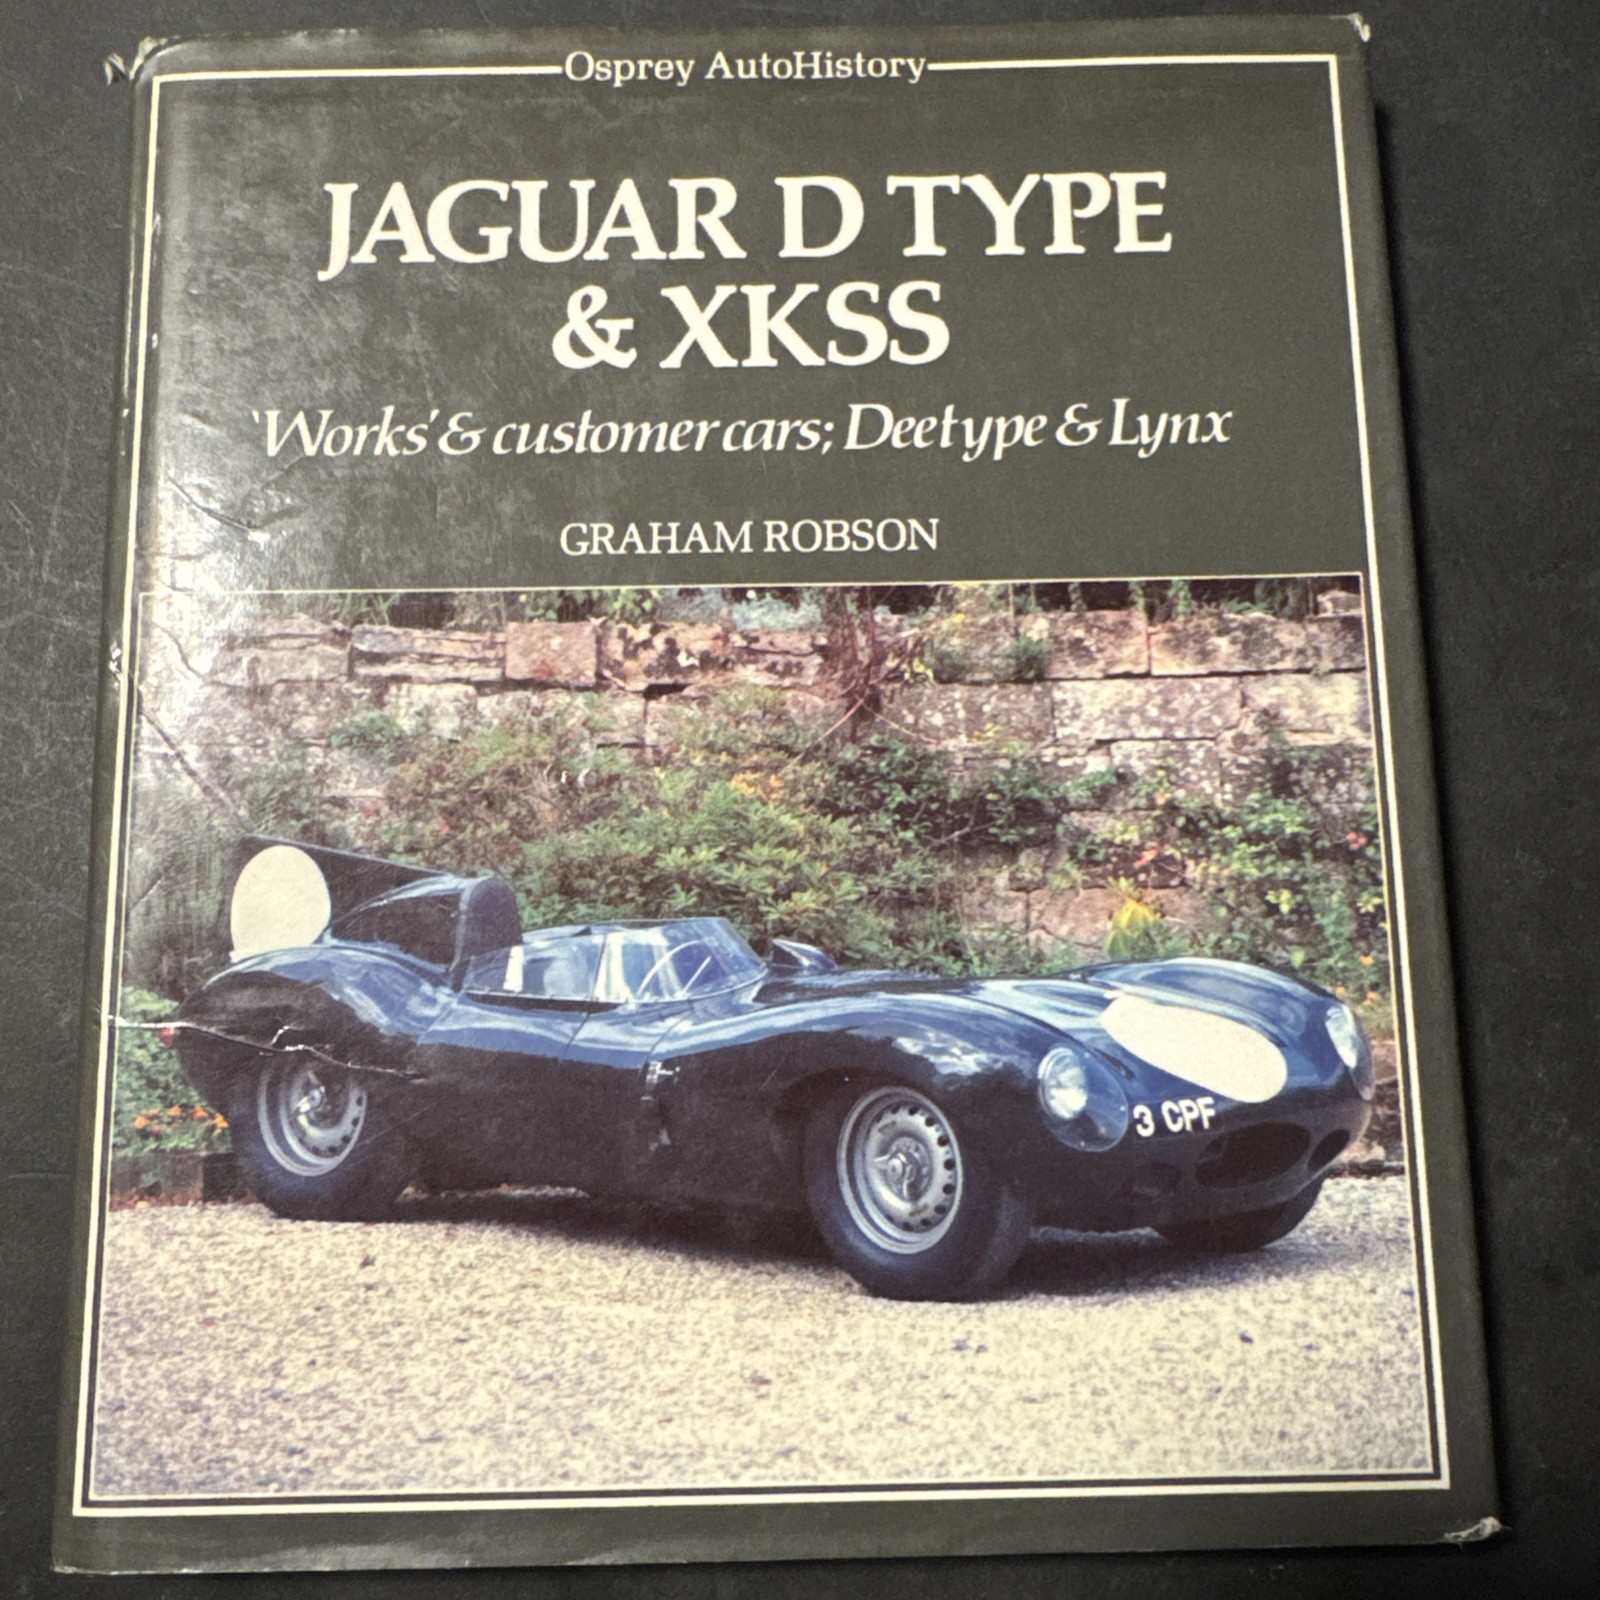 Osprey AutoHistory
JAGUAR D TYPE
& XKSS
'Works' & customer cars; Deetype & Lynx
GRAHAM ROBSON
3 CPF